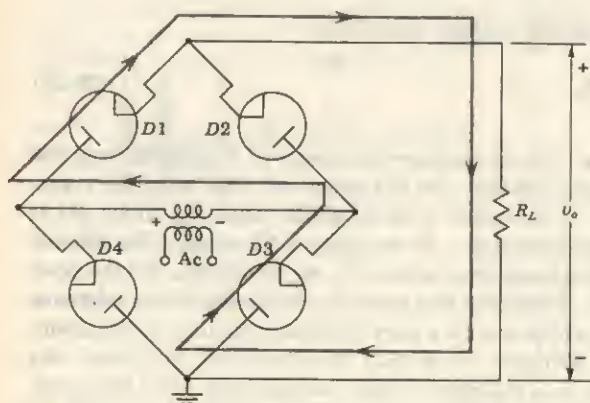 +
D1
D2
+
-
R_L
v_o
D4
Ac
D3
-